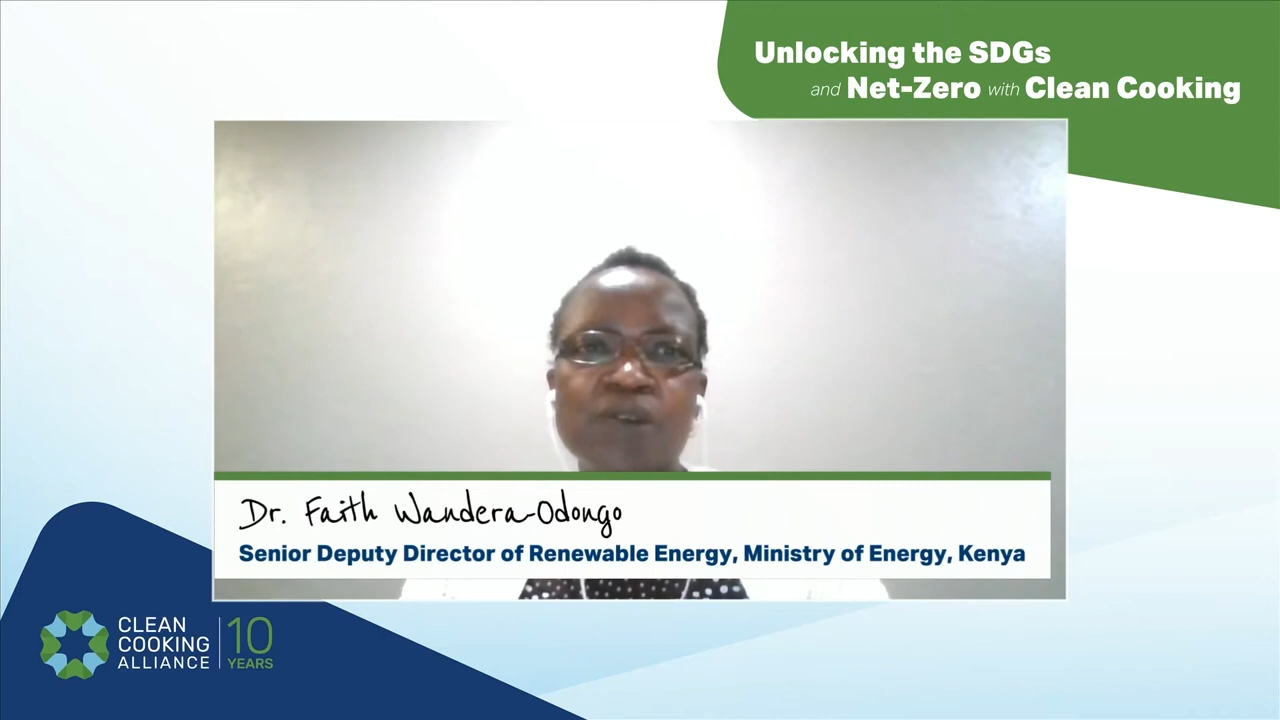 Unlocking the SDGs
and Net-Zero with Clean Cooking
Dr. Faith Wandera-Odongo
Senior Deputy Director of Renewable Energy, Ministry of Energy, Kenya
CLEAN
COOKING
ALLIANCE
10
YEARS